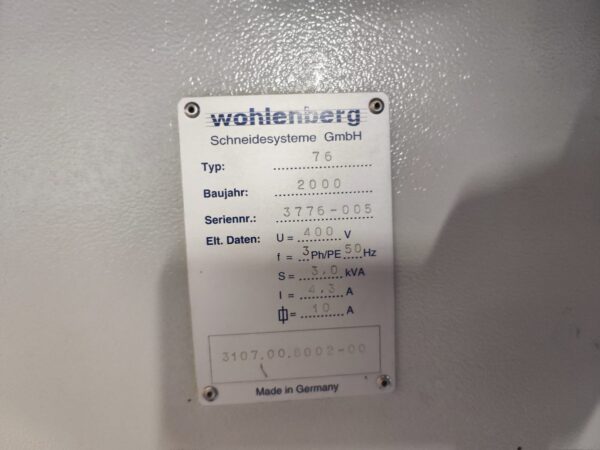 wohlenberg
Schneidesysteme GmbH
Typ: 76
Baujahr: 2000
Seriennr.: 3776-005
Elt. Daten: U = 400 V
f = 3 Ph/PE 50 Hz
S = 3,0 kVA
I = 4,3 A
= 10 A
3107.00.8002-00
Made in Germany